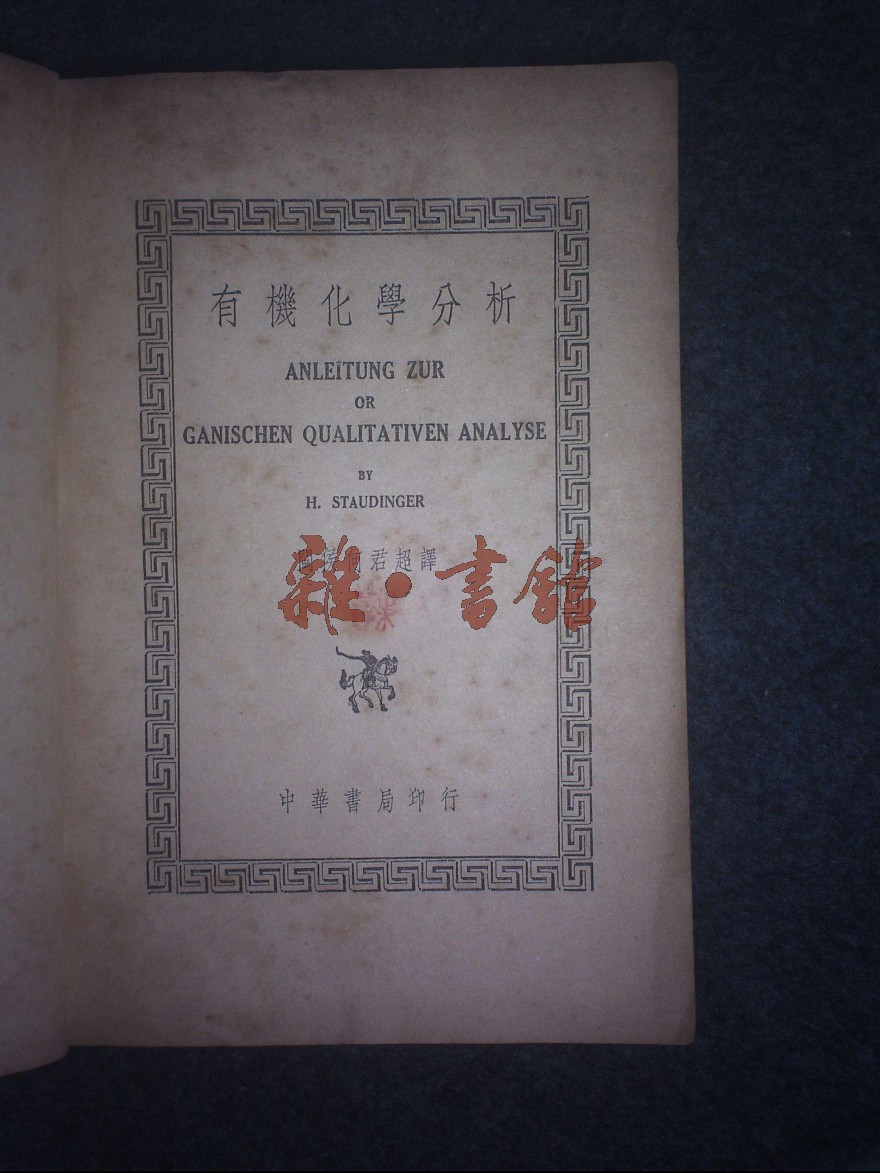 有機化學分析
ANLEITUNG ZUR
OR
GANISCHEN QUALITATIVEN ANALYSE
BY
H. STAUDINGER
君超譯
雜·書館
中華書局印行